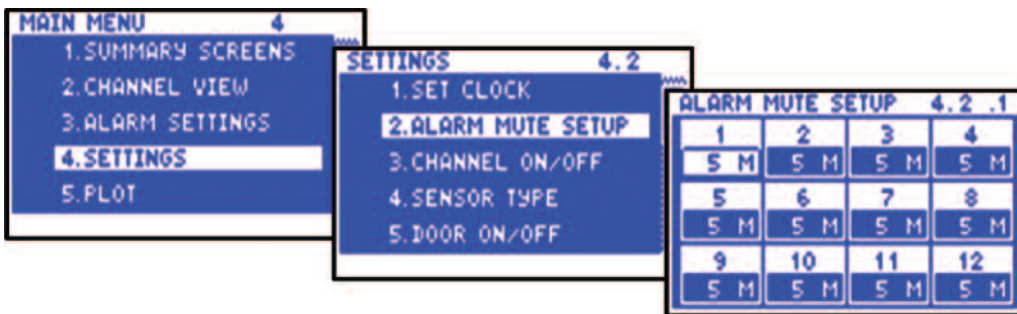 MAIN MENU 4
1.SUMMARY SCREENS
2.CHANNEL VIEW
3.ALARM SETTINGS
4.SETTINGS
5.PLOT
SETTINGS 4.2
1.SET CLOCK
2.ALARM MUTE SETUP
3.CHANNEL ON/OFF
4.SENSOR TYPE
5.DOOR ON/OFF
ALARM MUTE SETUP 4.2 .1
1 2 3 4
5 M 5 M 5 M 5 M
5 6 7 8
5 M 5 M 5 M 5 M
9 10 11 12
5 M 5 M 5 M 5 M